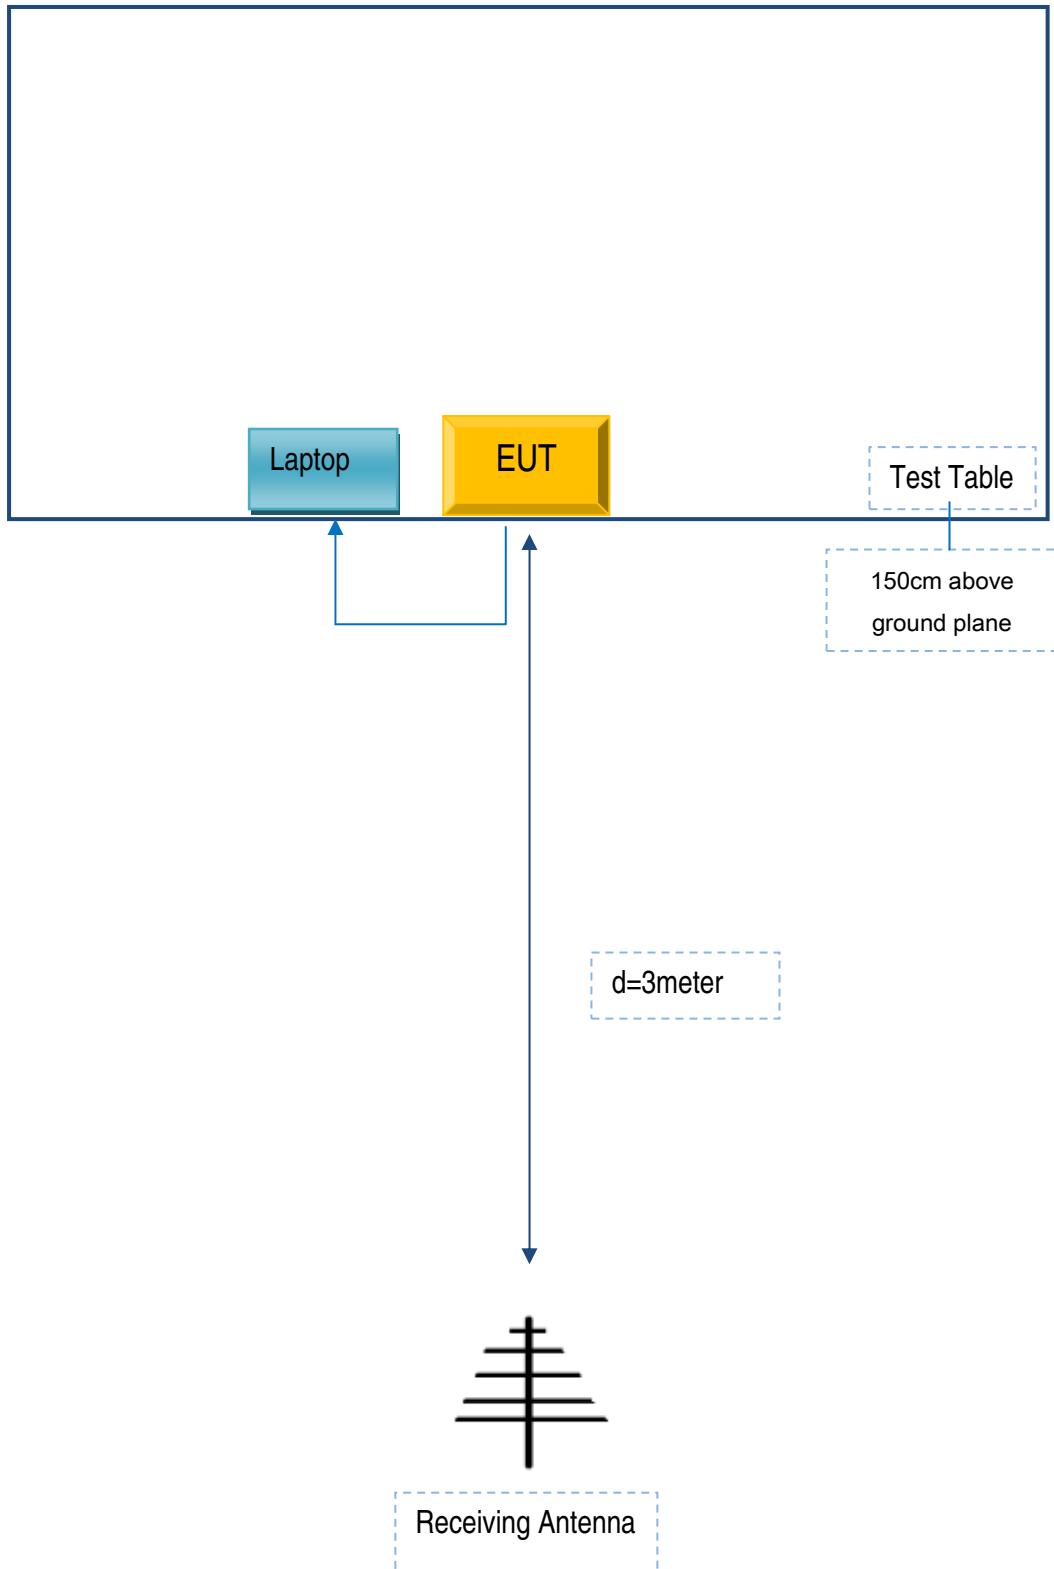 Laptop
EUT
Test Table
150cm above
ground plane
d=3meter
Receiving Antenna